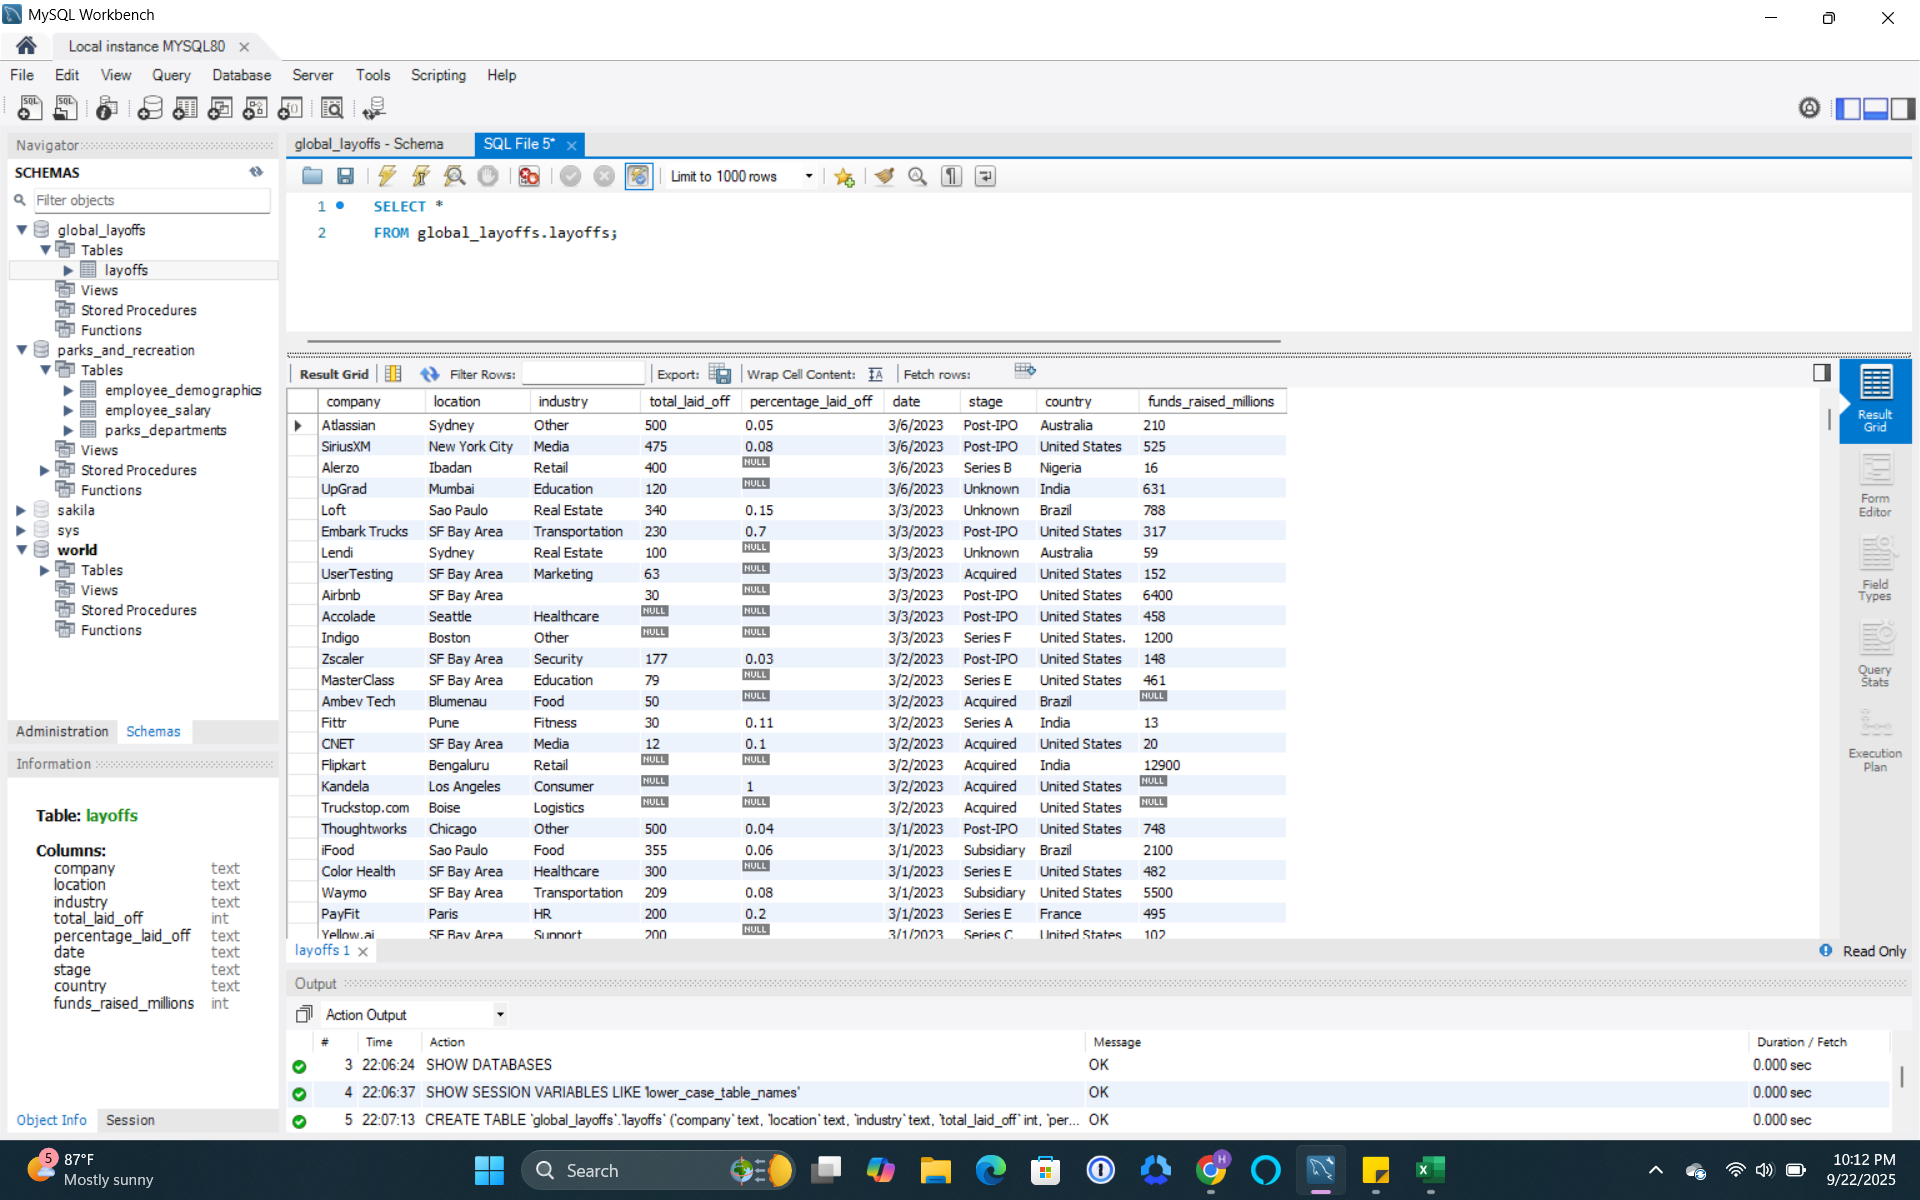 MySQL Workbench
Local instance MYSQL80
File Edit View Query Database Server Tools Scripting Help
Navigator
SCHEMAS
Filter objects
global_layoffs
Tables
layoffs
Views
Stored Procedures
Functions
parks_and_recreation
Tables
employee_demographics
employee_salary
parks_departments
Views
Stored Procedures
Functions
sakila
sys
world
Tables
Views
Stored Procedures
Functions
Administration Schemas
Information
Table: layoffs
Columns:
company text
location text
industry text
total_laid_off int
percentage_laid_off text
date text
stage text
country text
funds_raised_millions int
Object Info Session
global_layoffs - Schema SQL File 5*
Limit to 1000 rows
1 SELECT *
2 FROM global_layoffs.layoffs;
Result Grid Filter Rows: Export: Wrap Cell Content: Fetch rows:
company location industry total_laid_off percentage_laid_off date stage country funds_raised_millions
Atlassian Sydney Other 500 0.05 3/6/2023 Post-IPO Australia 210
SiriusXM New York City Media 475 0.08 3/6/2023 Post-IPO United States 525
Alerzo Ibadan Retail 400 NULL 3/6/2023 Series B Nigeria 16
UpGrad Mumbai Education 120 NULL 3/6/2023 Unknown India 631
Loft Sao Paulo Real Estate 340 0.15 3/3/2023 Unknown Brazil 788
Embark Trucks SF Bay Area Transportation 230 0.7 3/3/2023 Post-IPO United States 317
Lendi Sydney Real Estate 100 NULL 3/3/2023 Unknown Australia 59
UserTesting SF Bay Area Marketing 63 NULL 3/3/2023 Acquired United States 152
Airbnb SF Bay Area 30 NULL 3/3/2023 Post-IPO United States 6400
Accolade Seattle Healthcare NULL NULL 3/3/2023 Post-IPO United States 458
Indigo Boston Other NULL NULL 3/3/2023 Series F United States. 1200
Zscaler SF Bay Area Security 177 0.03 3/2/2023 Post-IPO United States 148
MasterClass SF Bay Area Education 79 NULL 3/2/2023 Series E United States 461
Ambev Tech Blumenau Food 50 NULL 3/2/2023 Acquired Brazil NULL
Fittr Pune Fitness 30 0.11 3/2/2023 Series A India 13
CNET SF Bay Area Media 12 0.1 3/2/2023 Acquired United States 20
Flipkart Bengaluru Retail NULL NULL 3/2/2023 Acquired India 12900
Kandela Los Angeles Consumer NULL 1 3/2/2023 Acquired United States NULL
Truckstop.com Boise Logistics NULL NULL 3/2/2023 Acquired United States NULL
Thoughtworks Chicago Other 500 0.04 3/1/2023 Post-IPO United States 748
iFood Sao Paulo Food 355 0.06 3/1/2023 Subsidiary Brazil 2100
Color Health SF Bay Area Healthcare 300 NULL 3/1/2023 Series E United States 482
Waymo SF Bay Area Transportation 209 0.08 3/1/2023 Subsidiary United States 5500
PayFit Paris HR 200 0.2 3/1/2023 Series E France 495
Yellow.ai SF Bay Area Support 200 NULL 3/1/2023 Series C United States 102
Result Grid
Form Editor
Field Types
Query Stats
Execution Plan
layoffs 1 Read Only
Output
Action Output
# Time Action Message Duration / Fetch
3 22:06:24 SHOW DATABASES OK 0.000 sec
4 22:06:37 SHOW SESSION VARIABLES LIKE 'lower_case_table_names' OK 0.000 sec
5 22:07:13 CREATE TABLE `global_layoffs`.`layoffs` (`company` text, `location` text, `industry` text, `total_laid_off` int, `per... OK 0.000 sec
5 87°F
Mostly sunny
Search
H
10:12 PM
9/22/2025